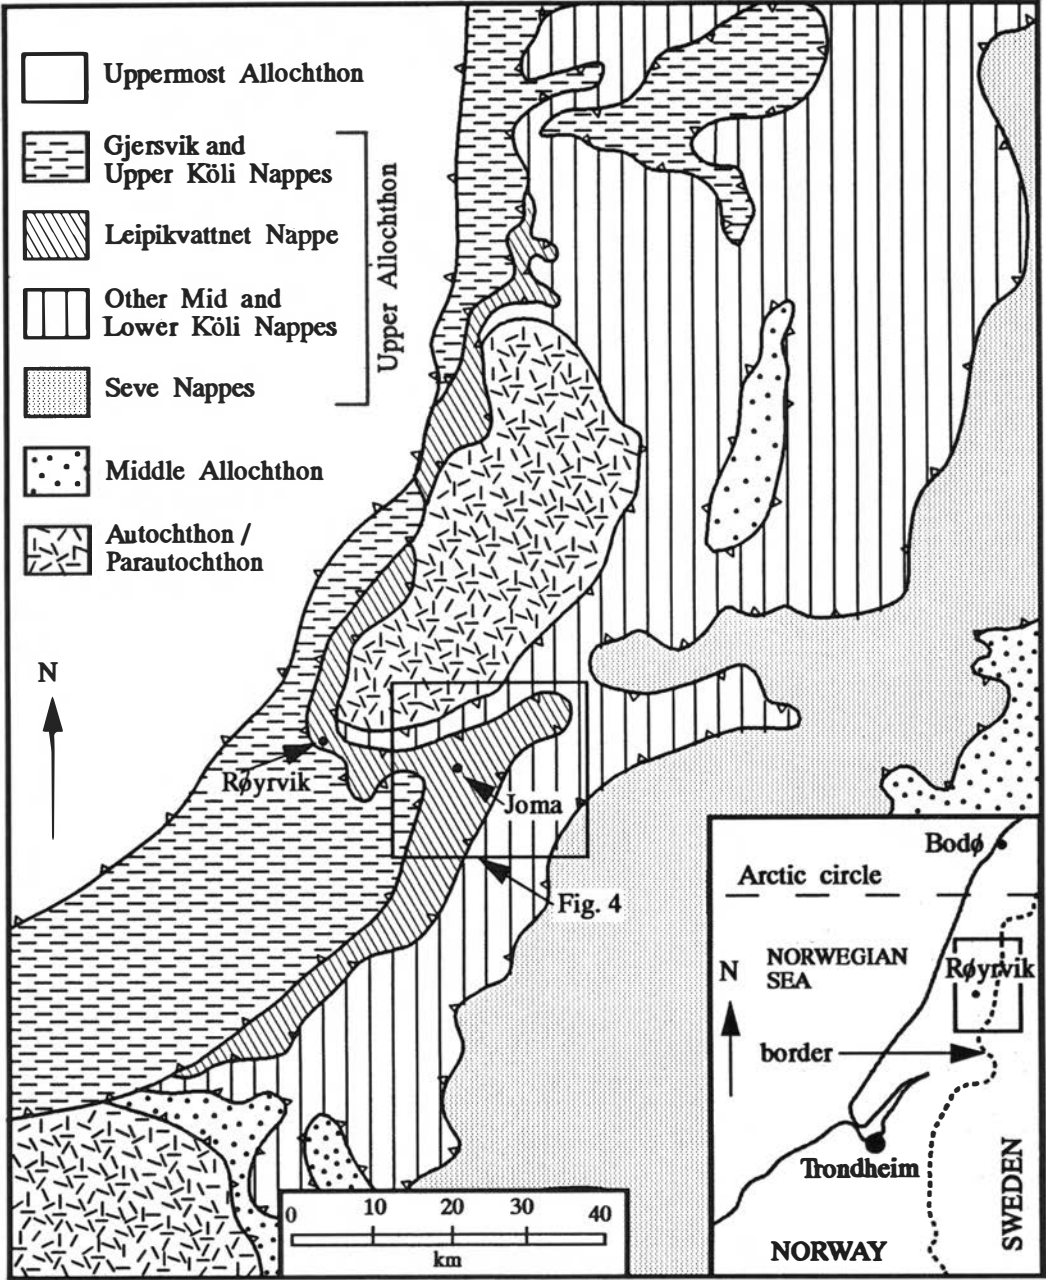 Uppermost Allochthon
Gjersvik and
Upper Köli Nappes
Leipikvattnet Nappe
Other Mid and
Lower Köli Nappes
Seve Nappes
Upper Allochthon
Middle Allochthon
Autochthon /
Parautochthon
N
Røyrvik
Joma
Fig. 4
0 10 20 30 40
km
Bodø
Arctic circle
NORWEGIAN
SEA
N
Røyrvik
border
Trondheim
SWEDEN
NORWAY